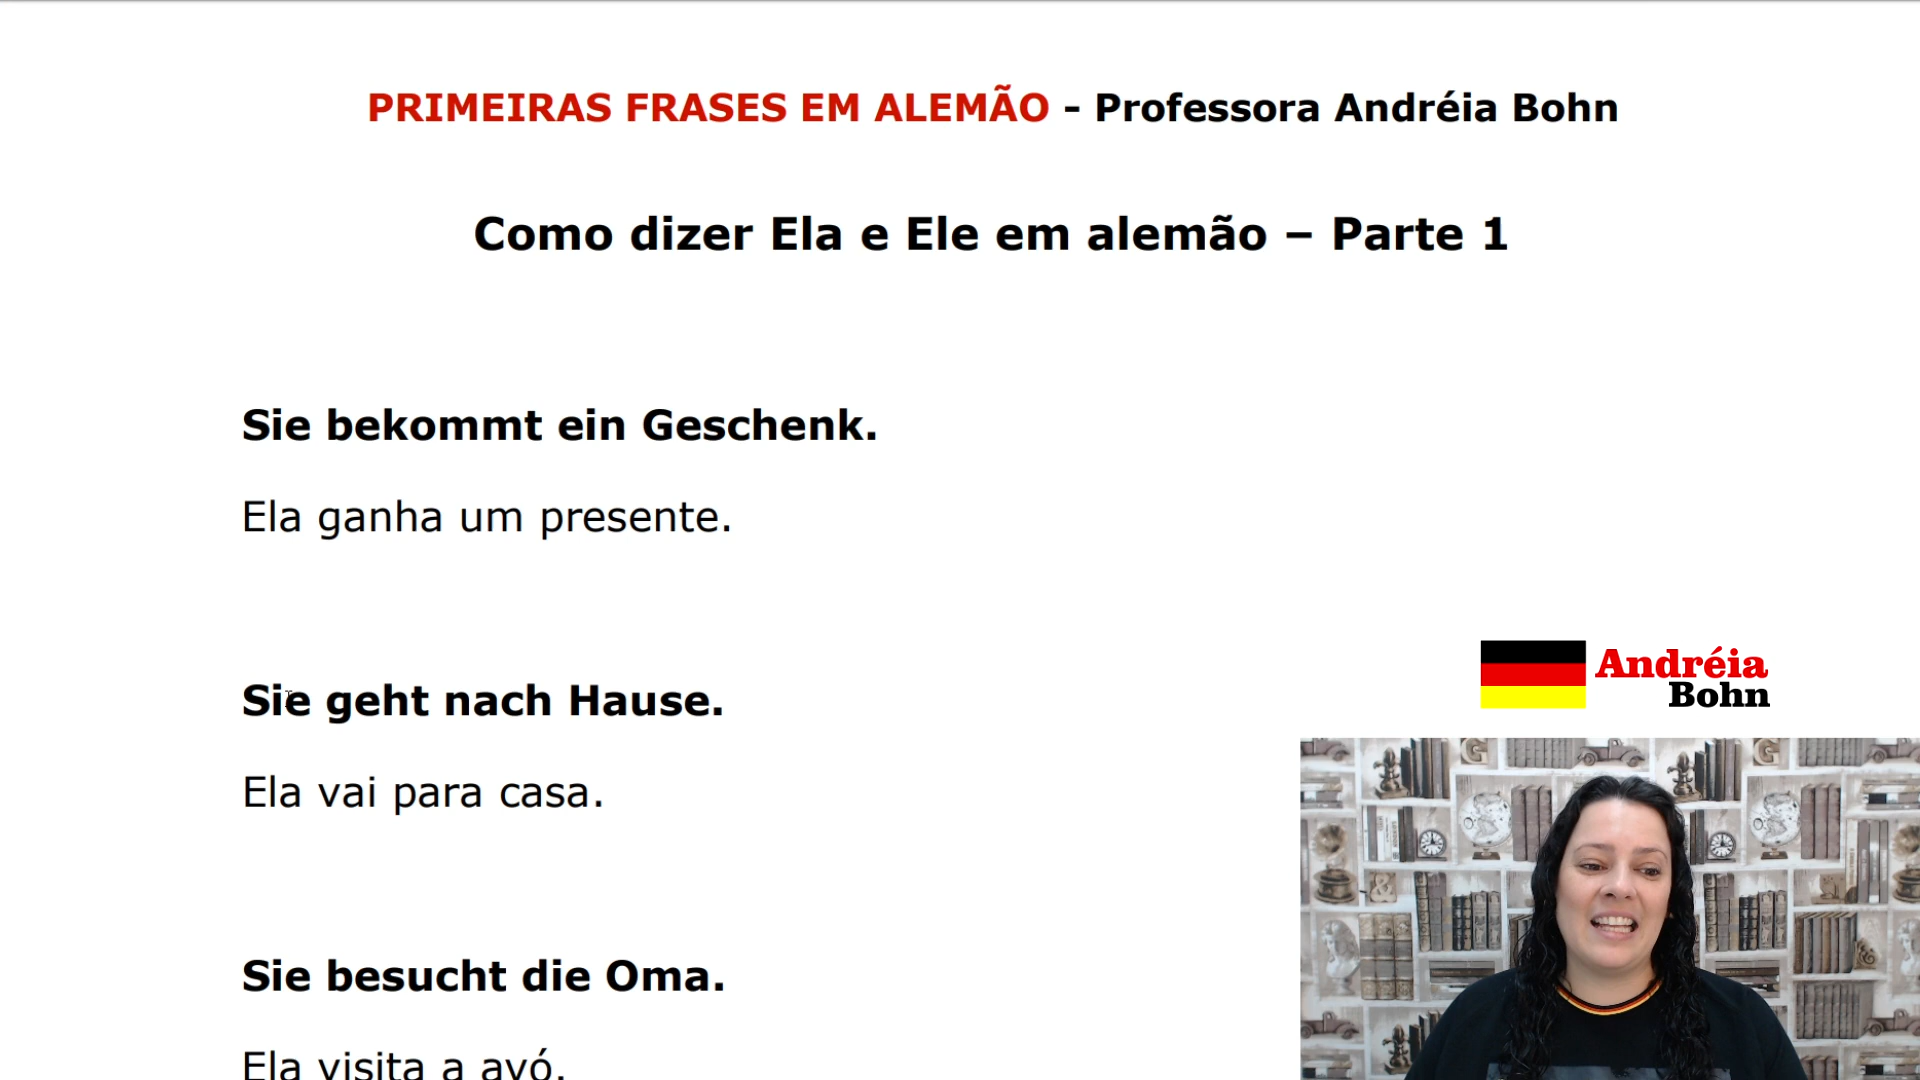 PRIMEIRAS FRASES EM ALEMÃO - Professora Andréia Bohn
Como dizer Ela e Ele em alemão – Parte 1
Sie bekommt ein Geschenk.
Ela ganha um presente.
Sie geht nach Hause.
Ela vai para casa.
Sie besucht die Oma.
Ela visita a avó.
Andréia
Bohn